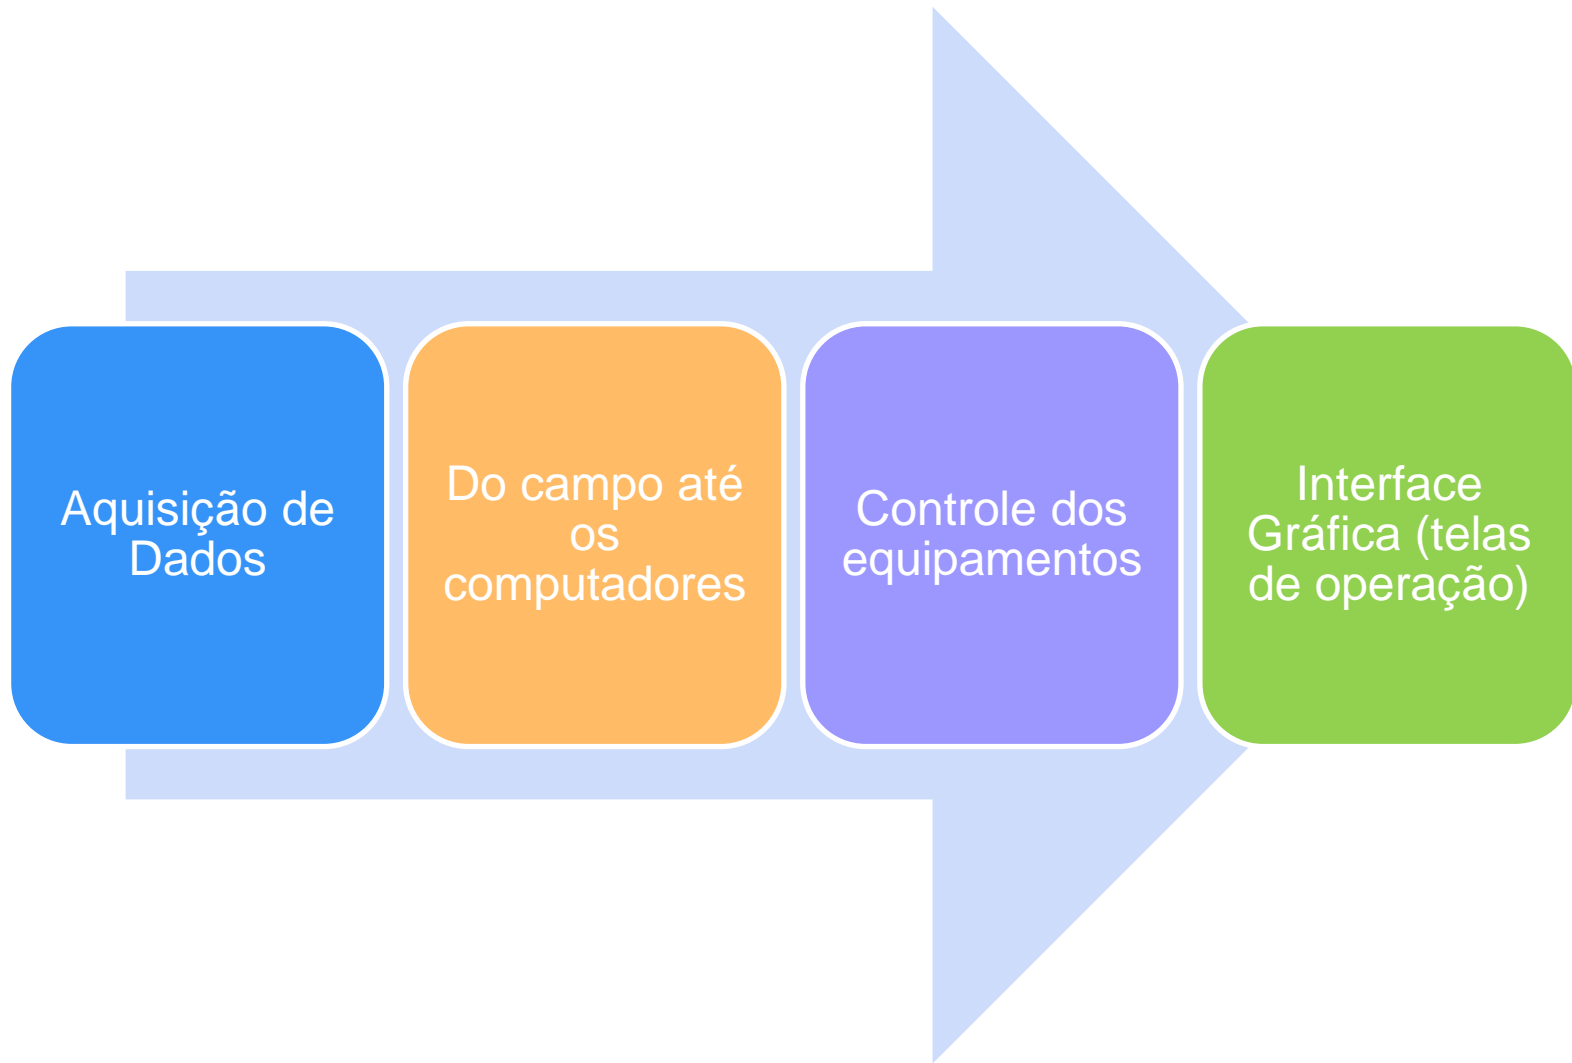 Aquisição de
Dados
Do campo até
os
computadores
Controle dos
equipamentos
Interface
Gráfica (telas
de operação)